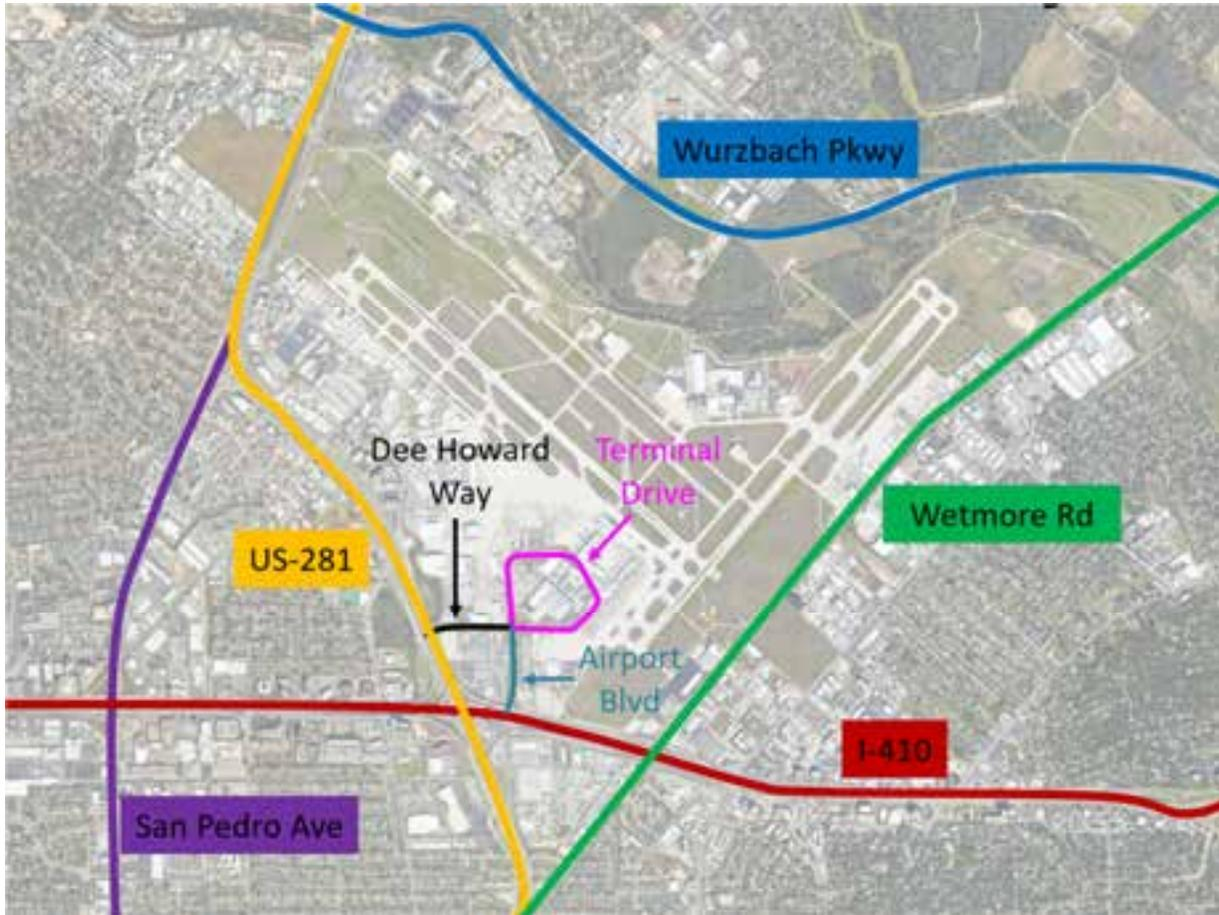 Wurzbach Pkwy
Dee Howard
Way
Terminal
Drive
Wetmore Rd
US-281
Airport
Blvd
I-410
San Pedro Ave